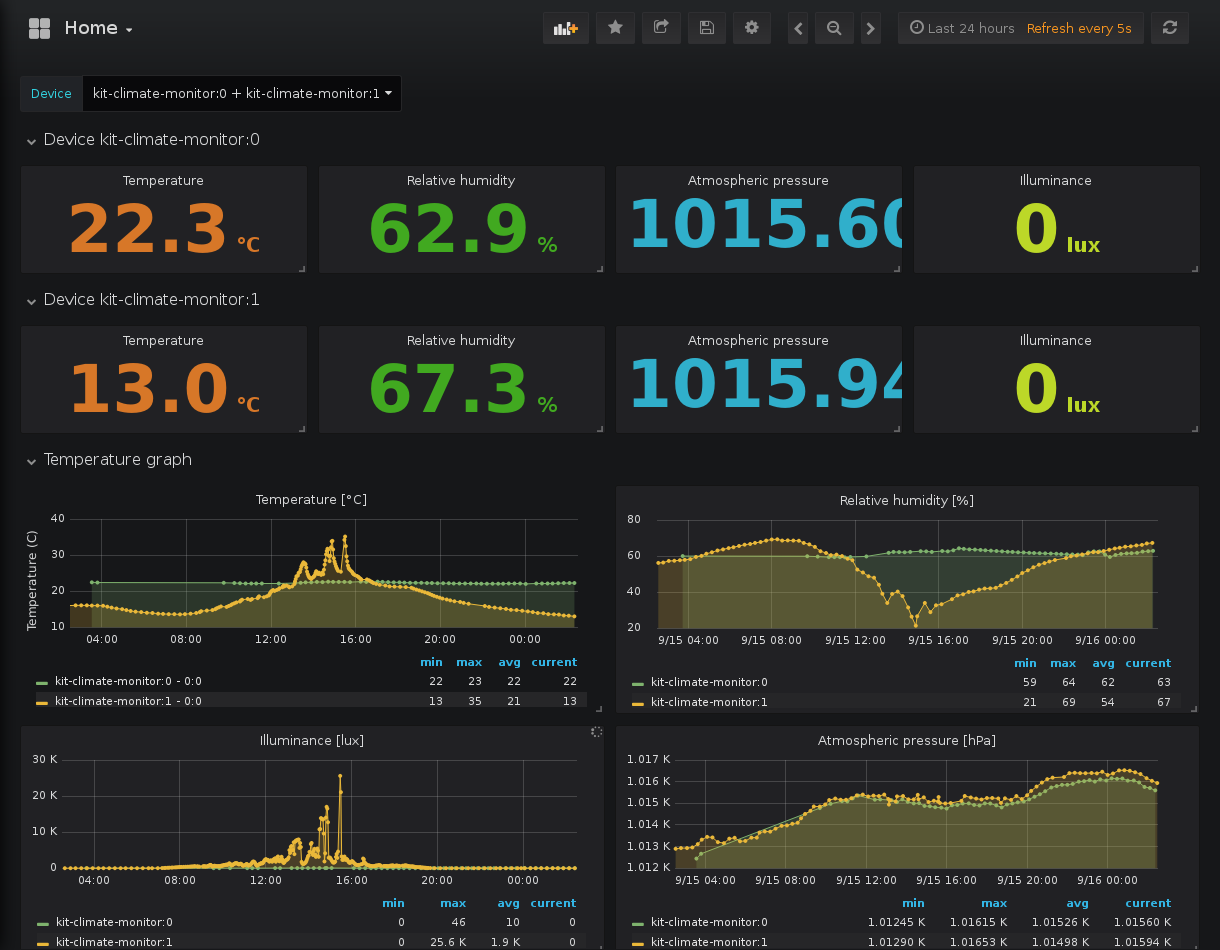 Home
Last 24 hours Refresh every 5s
Device kit-climate-monitor:0 + kit-climate-monitor:1
Device kit-climate-monitor:0
Temperature Relative humidity Atmospheric pressure Illuminance
22.3 °C 62.9 % 1015.60 0 lux
Device kit-climate-monitor:1
Temperature Relative humidity Atmospheric pressure Illuminance
13.0 °C 67.3 % 1015.94 0 lux
Temperature graph
Temperature [°C]
Temperature (C)
40
30
20
10
04:00 08:00 12:00 16:00 20:00 00:00
min max avg current
kit-climate-monitor:0 - 0:0 22 23 22 22
kit-climate-monitor:1 - 0:0 13 35 21 13
Relative humidity [%]
80
60
40
20
9/15 04:00 9/15 08:00 9/15 12:00 9/15 16:00 9/15 20:00 9/16 00:00
min max avg current
kit-climate-monitor:0 59 64 62 63
kit-climate-monitor:1 21 69 54 67
Illuminance [lux]
30 K
20 K
10 K
0
04:00 08:00 12:00 16:00 20:00 00:00
min max avg current
kit-climate-monitor:0 0 46 10 0
kit-climate-monitor:1 0 25.6 K 1.9 K 0
Atmospheric pressure [hPa]
1.017 K
1.016 K
1.015 K
1.014 K
1.013 K
1.012 K
9/15 04:00 9/15 08:00 9/15 12:00 9/15 16:00 9/15 20:00 9/16 00:00
min max avg current
kit-climate-monitor:0 1.01245 K 1.01615 K 1.01526 K 1.01560 K
kit-climate-monitor:1 1.01290 K 1.01653 K 1.01498 K 1.01594 K